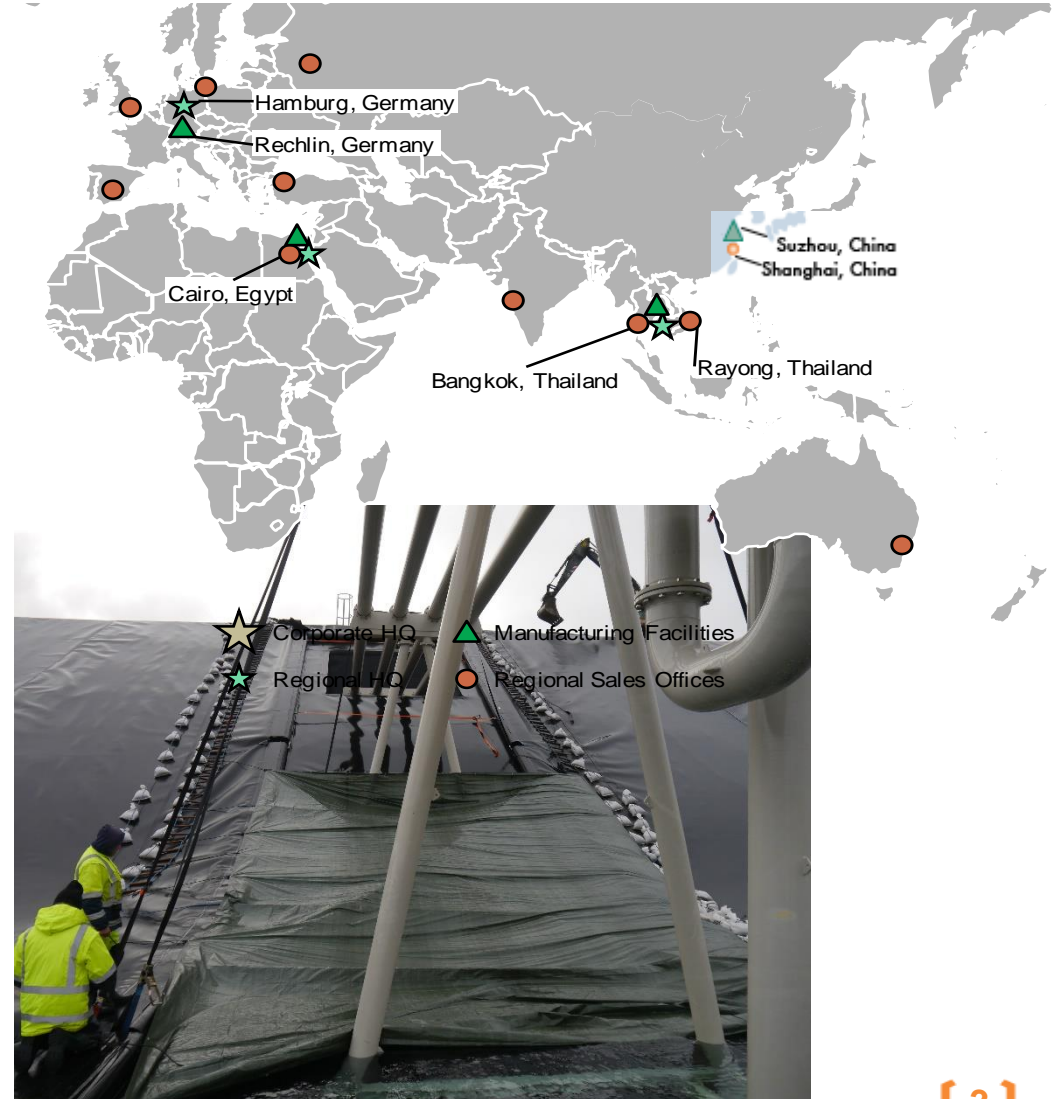 Hamburg, Germany
Rechlin, Germany
Suzhou, China
Shanghai, China
Cairo, Egypt
Rayong, Thailand
Bangkok, Thailand
Corporate HQ Manufacturing Facilities
Regional HQ Regional Sales Offices